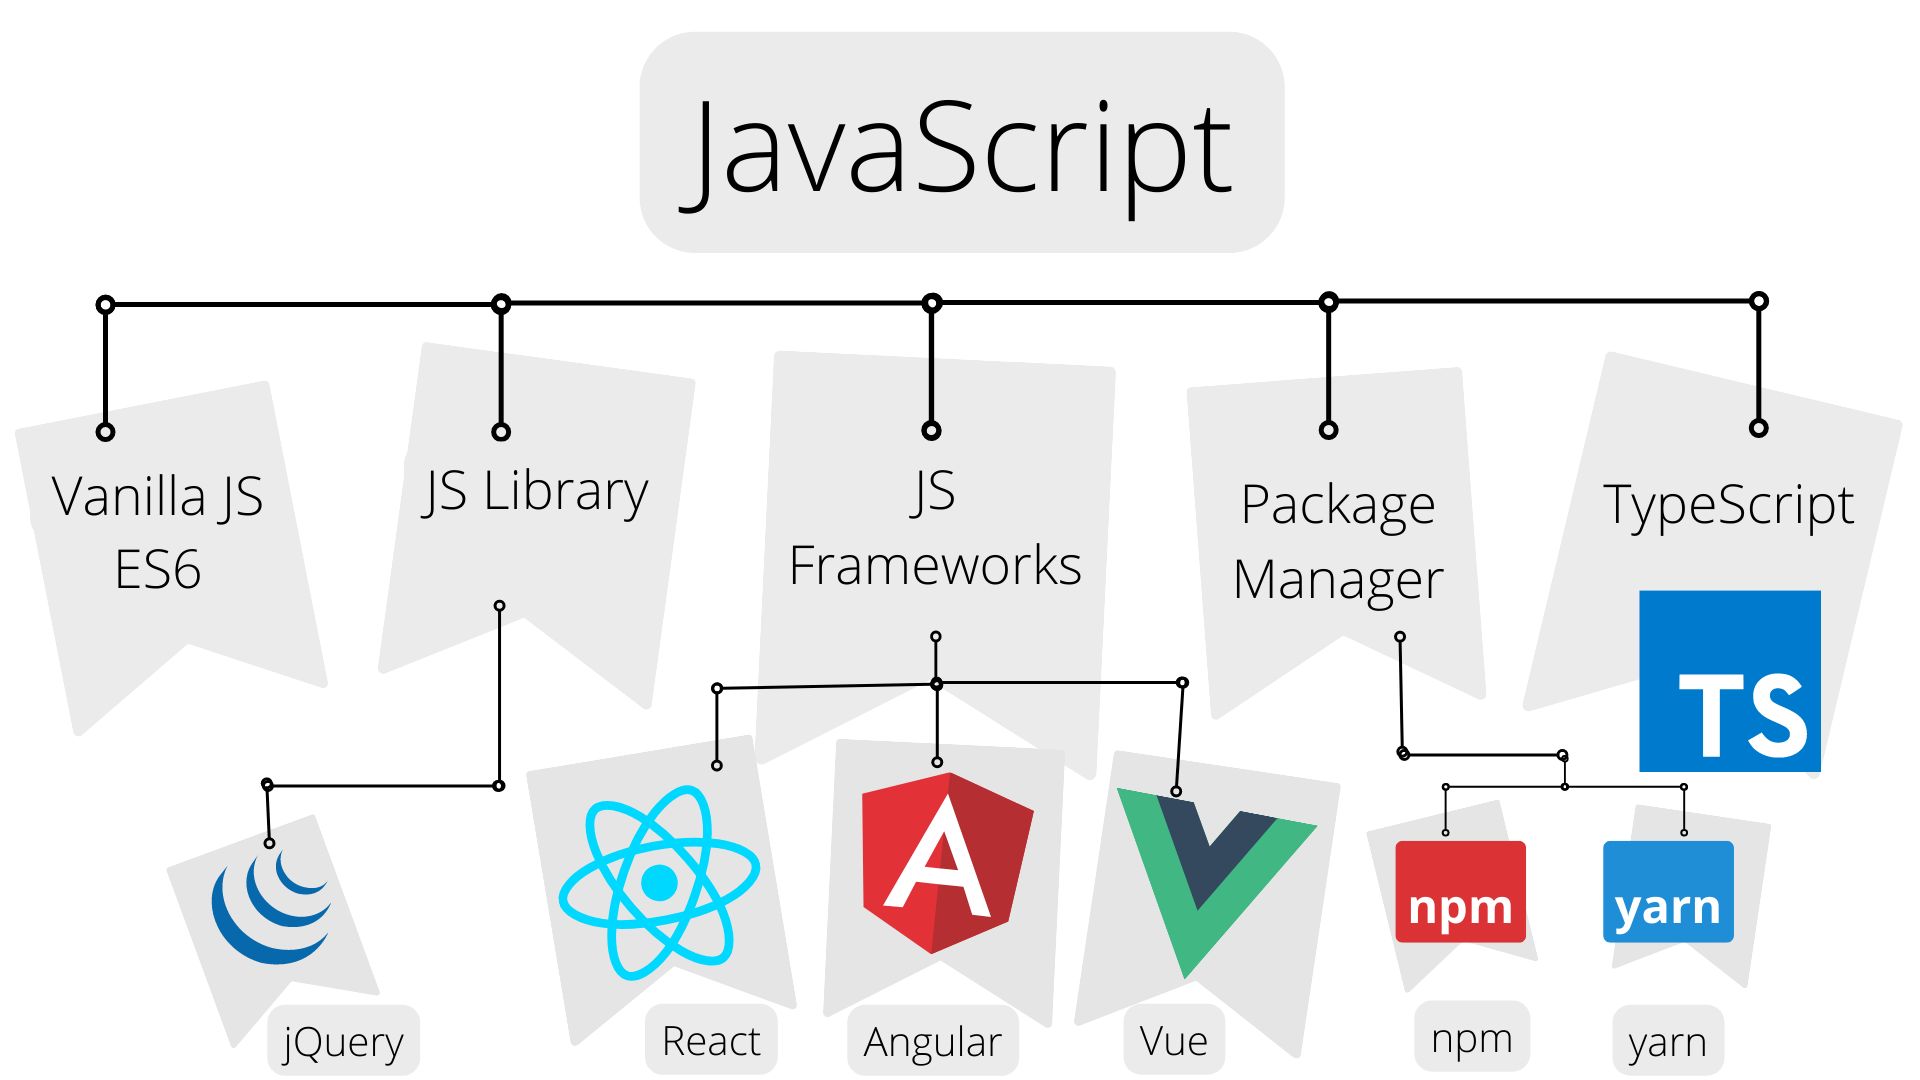 JavaScript
Vanilla JS
ES6
JS Library
JS
Frameworks
Package
Manager
TypeScript
TS
A
npm
yarn
jQuery
React
Angular
Vue
npm
yarn